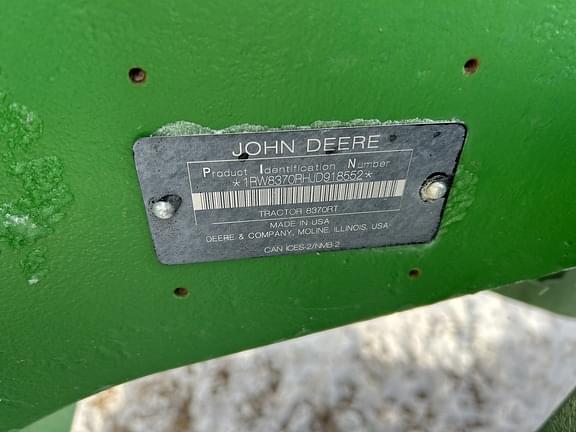 JOHN DEERE
Product Identification Number
*1RW8370RHJD918552*
TRACTOR 8370RT
MADE IN USA
DEERE & COMPANY, MOLINE, ILLINOIS, USA
CAN ICES-2/NMB-2